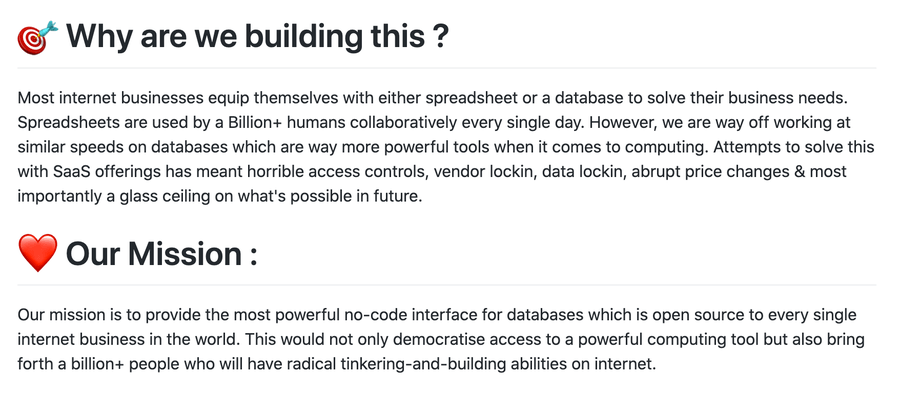 🎯 Why are we building this ?
Most internet businesses equip themselves with either spreadsheet or a database to solve their business needs.
Spreadsheets are used by a Billion+ humans collaboratively every single day. However, we are way off working at
similar speeds on databases which are way more powerful tools when it comes to computing. Attempts to solve this
with SaaS offerings has meant horrible access controls, vendor lockin, data lockin, abrupt price changes & most
importantly a glass ceiling on what's possible in future.
❤️ Our Mission :
Our mission is to provide the most powerful no-code interface for databases which is open source to every single
internet business in the world. This would not only democratise access to a powerful computing tool but also bring
forth a billion+ people who will have radical tinkering-and-building abilities on internet.